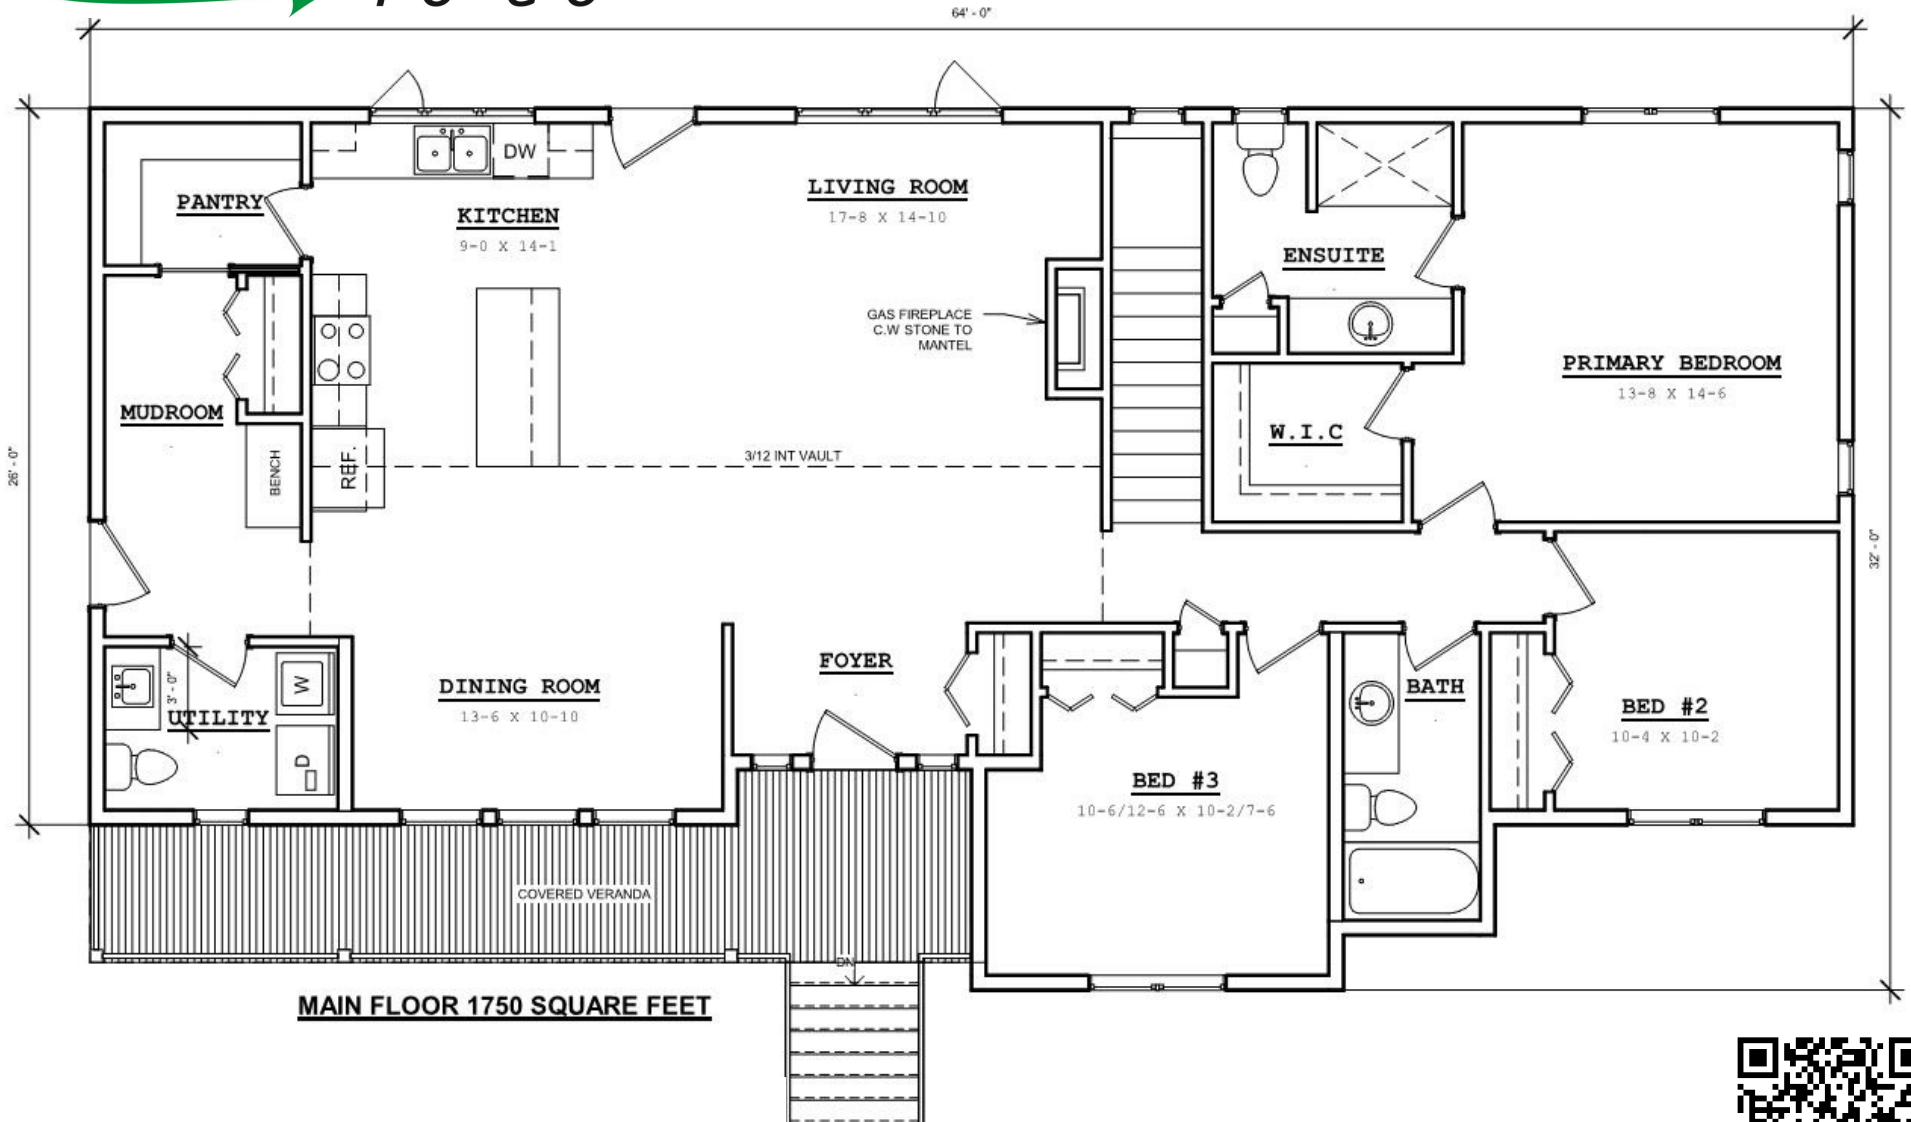 64' - 0"
DW
PANTRY
KITCHEN
9-0 X 14-1
LIVING ROOM
17-8 X 14-10
ENSUITE
GAS FIREPLACE
C.W STONE TO
MANTEL
PRIMARY BEDROOM
13-8 X 14-6
MUDROOM
W.I.C
BENCH
REF.
3/12 INT VAULT
26' - 0"
32' - 0"
FOYER
DINING ROOM
13-6 X 10-10
W
3' - 0"
UTILITY
D
BATH
BED #2
10-4 X 10-2
BED #3
10-6/12-6 X 10-2/7-6
COVERED VERANDA
DN
MAIN FLOOR 1750 SQUARE FEET